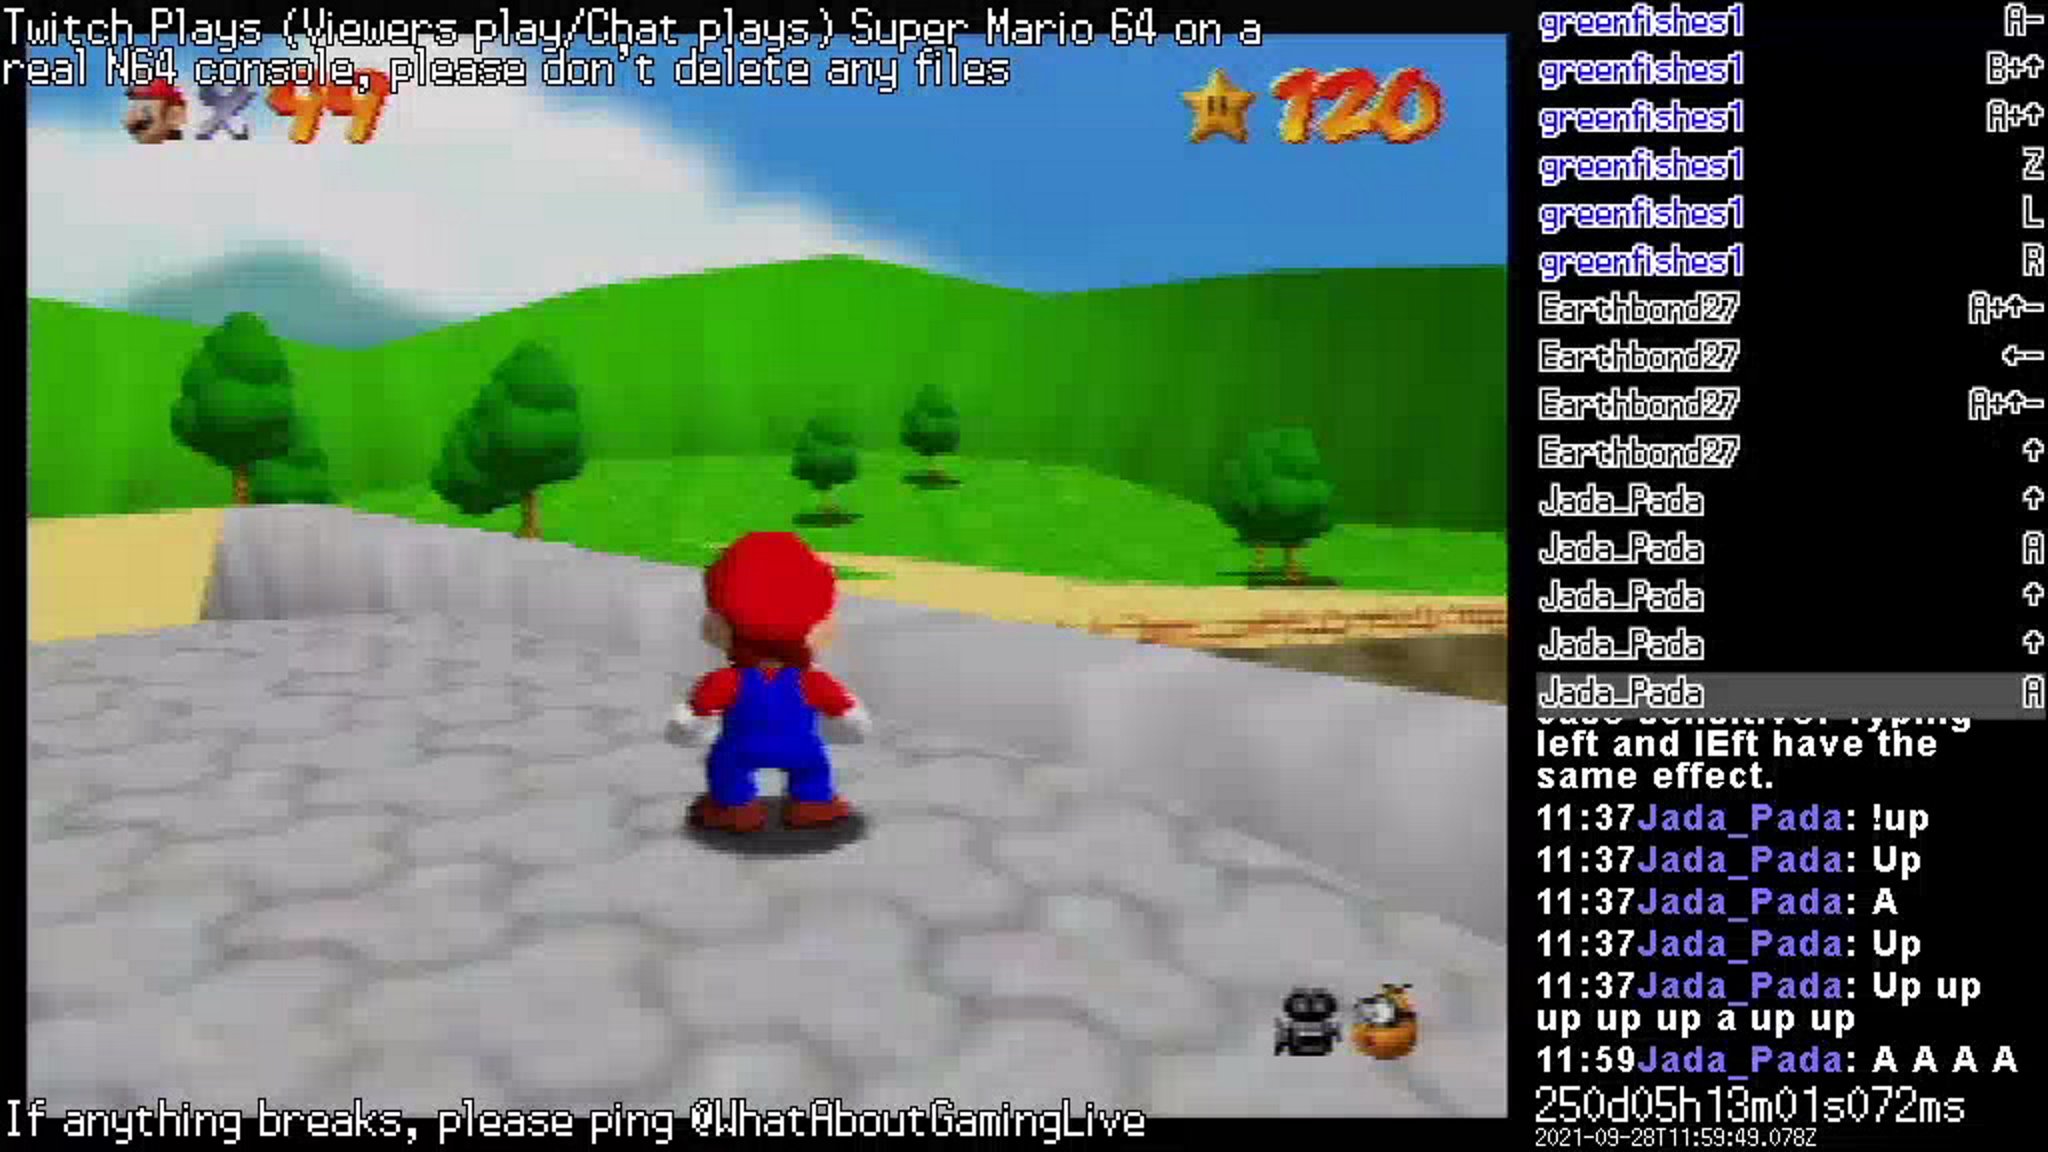 Twitch Plays (Viewers play/Chat plays) Super Mario 64 on a
real N64 console, please don't delete any files
99
120
greenfishes1 A-
greenfishes1 B+↑
greenfishes1 A+↑
greenfishes1 Z
greenfishes1 L
greenfishes1 R
Earthbond27 A+↑-
Earthbond27 ←-
Earthbond27 A+↑-
Earthbond27 ↑
Jada_Pada ↑
Jada_Pada A
Jada_Pada ↑
Jada_Pada ↑
Jada_Pada A
case sensitive. Typing
left and lEft have the
same effect.
11:37Jada_Pada: !up
11:37Jada_Pada: Up
11:37Jada_Pada: A
11:37Jada_Pada: Up
11:37Jada_Pada: Up up
up up up a up up
11:59Jada_Pada: A A A A
If anything breaks, please ping @WhatAboutGamingLive
250d05h13m01s072ms
2021-09-28T11:59:49.078Z